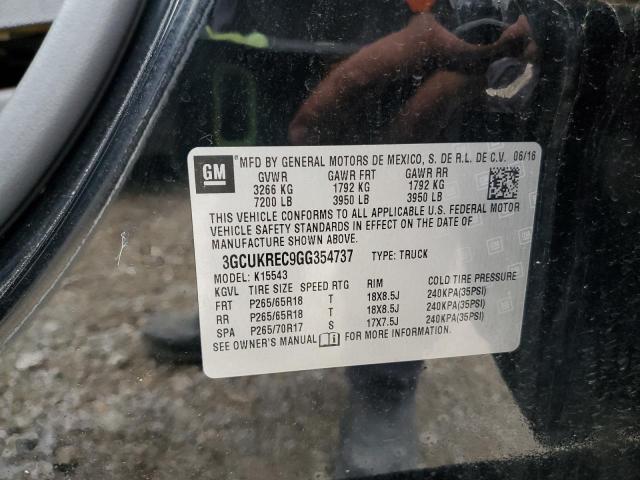 GM MFD BY GENERAL MOTORS DE MEXICO, S. DE R.L. DE C.V. 06/16
GVWR GAWR FRT GAWR RR
3266 KG 1792 KG 1792 KG
7200 LB 3950 LB 3950 LB
THIS VEHICLE CONFORMS TO ALL APPLICABLE U.S. FEDERAL MOTOR
VEHICLE SAFETY STANDARDS IN EFFECT ON THE DATE OF
MANUFACTURE SHOWN ABOVE.
3GCUKREC9GG354737 TYPE: TRUCK
MODEL: K15543
KGVL TIRE SIZE SPEED RTG RIM COLD TIRE PRESSURE
FRT P265/65R18 T 18X8.5J 240KPA(35PSI)
RR P265/65R18 T 18X8.5J 240KPA(35PSI)
SPA P265/70R17 S 17X7.5J 240KPA(35PSI)
SEE OWNER'S MANUAL FOR MORE INFORMATION.